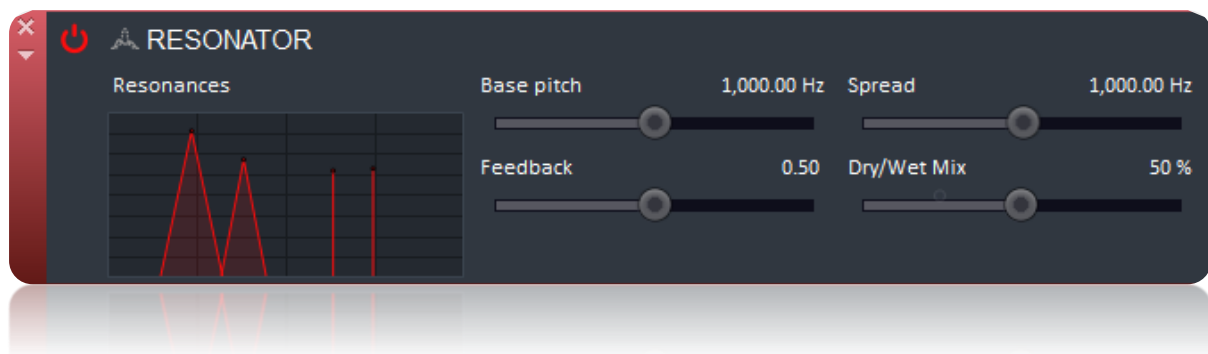 RESONATOR
Resonances
Base pitch 1,000.00 Hz
Spread 1,000.00 Hz
Feedback 0.50
Dry/Wet Mix 50 %